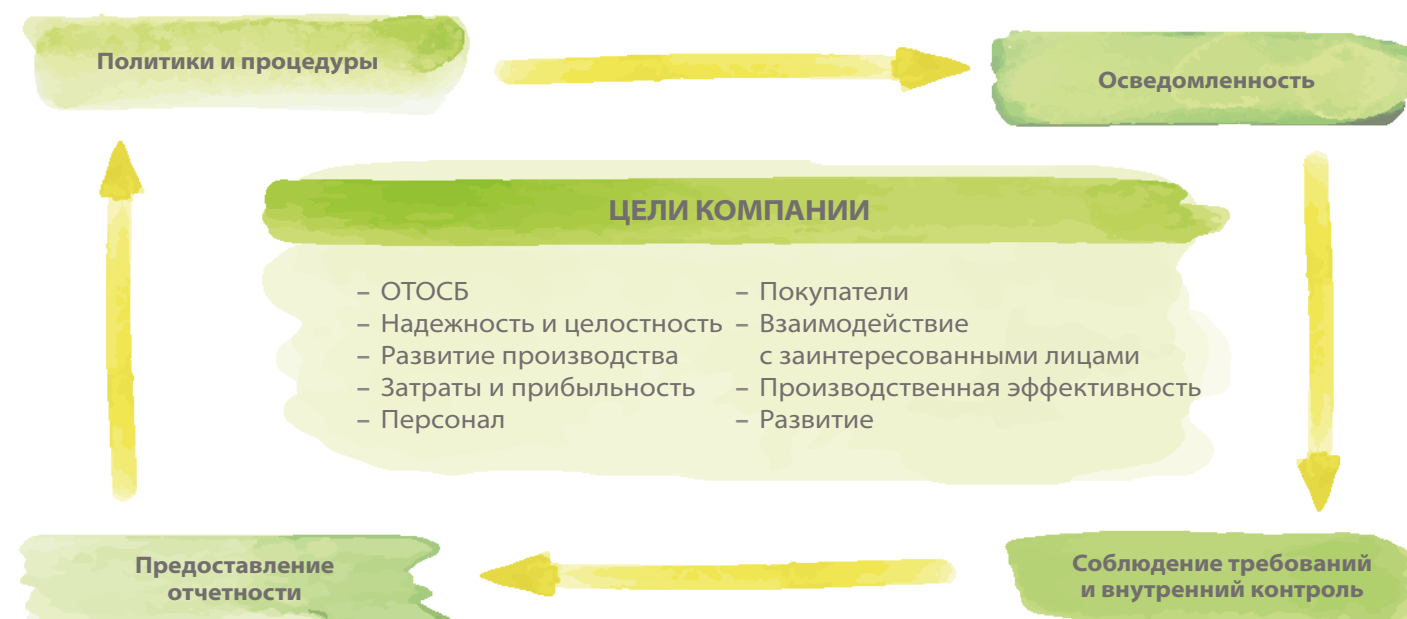 Политики и процедуры
Осведомленность
ЦЕЛИ КОМПАНИИ
– ОТОСБ
– Надежность и целостность
– Развитие производства
– Затраты и прибыльность
– Персонал
– Покупатели
– Взаимодействие
с заинтересованными лицами
– Производственная эффективность
– Развитие
Предоставление
отчетности
Соблюдение требований
и внутренний контроль